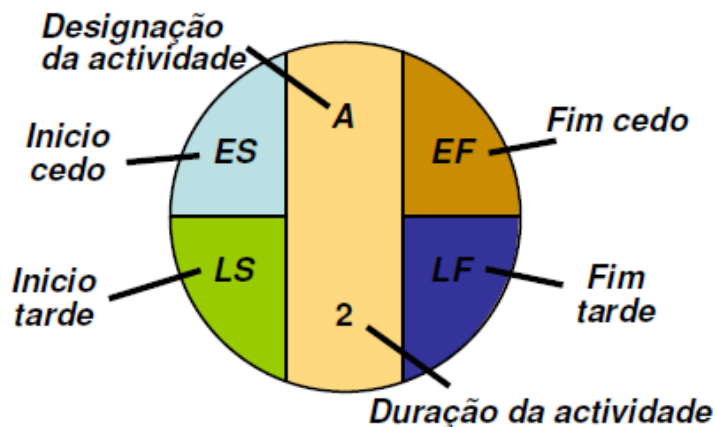 Designação
da actividade
A
Inicio
cedo
ES
EF
Fim cedo
Inicio
tarde
LS
LF
Fim
tarde
2
Duração da actividade